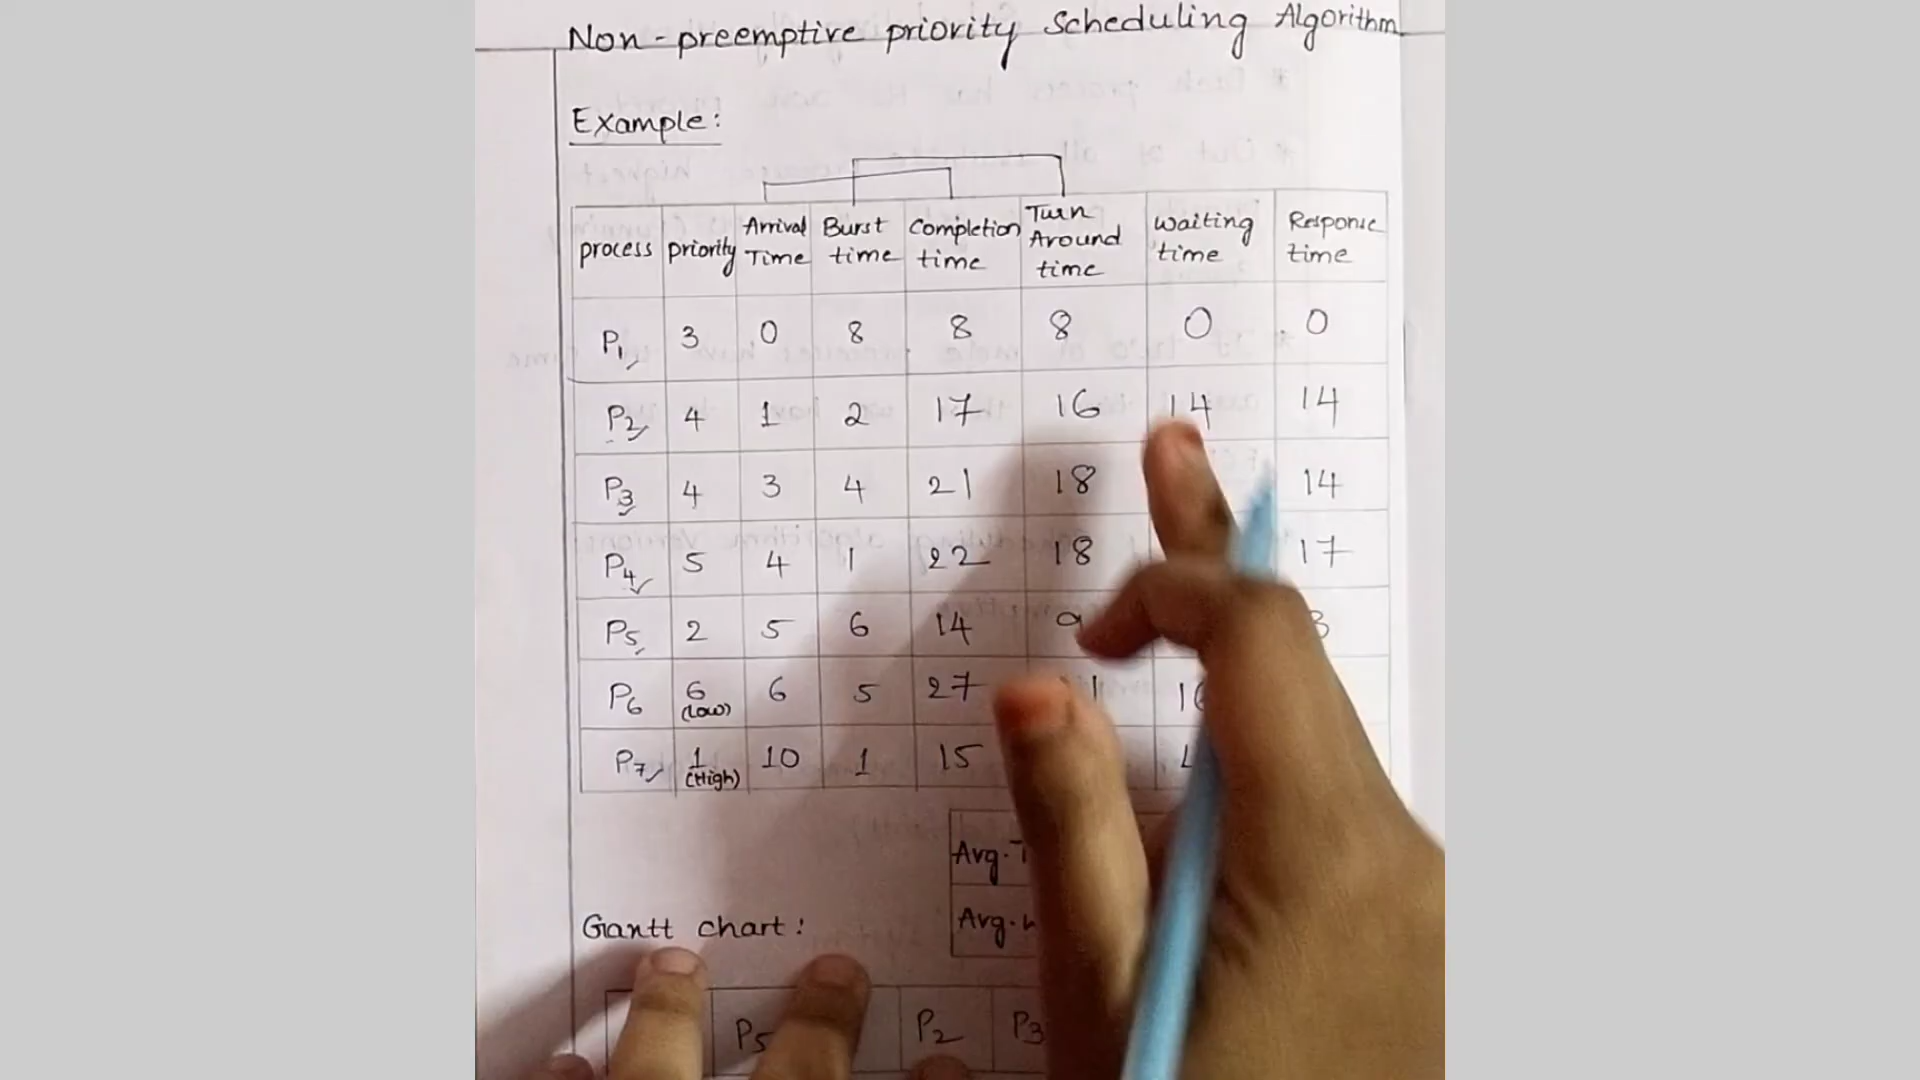 Non-preemptive priority Scheduling Algorithm
Example:
process priority Arrival Time Burst time Completion time Turn Around time waiting time Response time
P1 3 0 8 8 8 0 0
P2 4 1 2 17 16 14 14
P3 4 3 4 21 18 14
P4 5 4 1 22 18 17
P5 2 5 6 14 9
P6 6 (Low) 6 5 27
P7 1 (High) 10 1 15
Avg.
Avg.
Gantt chart:
P5 P2 P3